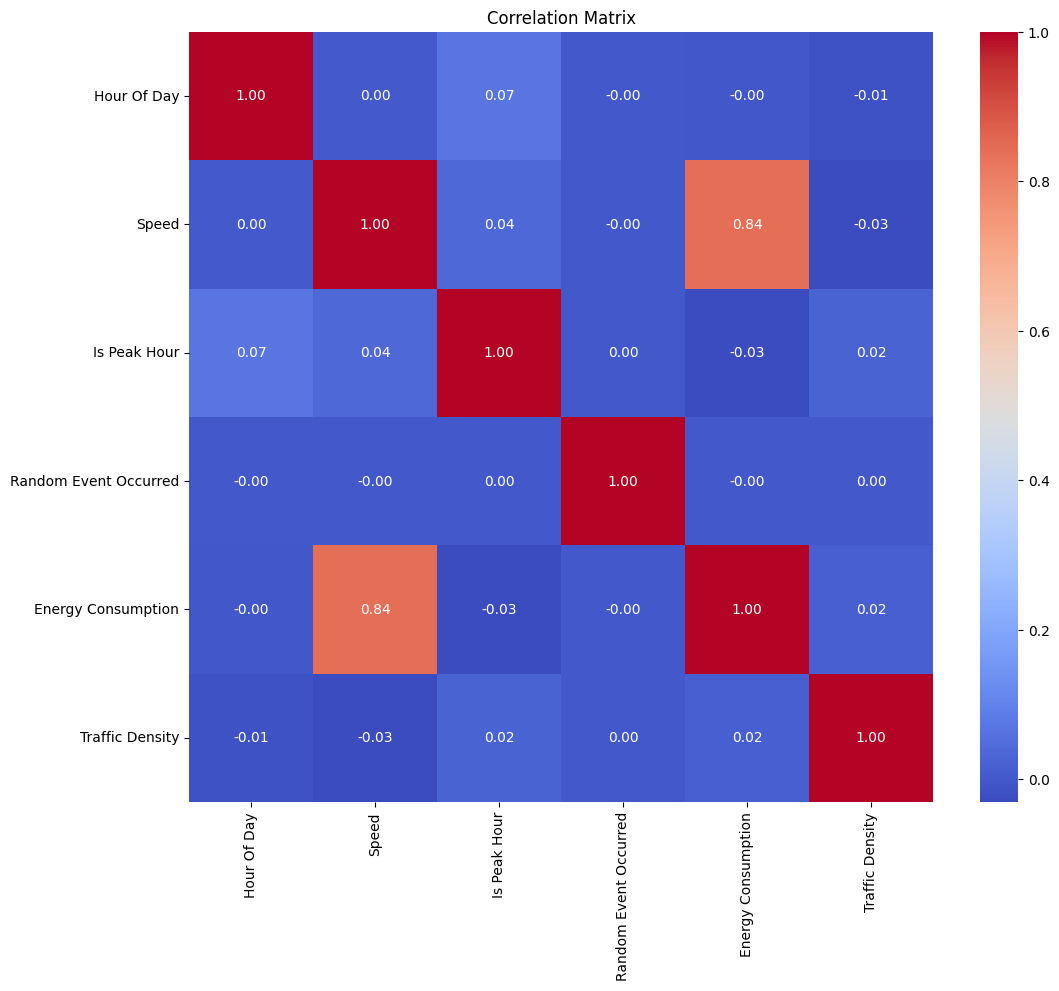 Correlation Matrix
Hour Of Day 1.00 0.00 0.07 -0.00 -0.00 -0.01
Speed 0.00 1.00 0.04 -0.00 0.84 -0.03
Is Peak Hour 0.07 0.04 1.00 0.00 -0.03 0.02
Random Event Occurred -0.00 -0.00 0.00 1.00 -0.00 0.00
Energy Consumption -0.00 0.84 -0.03 -0.00 1.00 0.02
Traffic Density -0.01 -0.03 0.02 0.00 0.02 1.00
Hour Of Day
Speed
Is Peak Hour
Random Event Occurred
Energy Consumption
Traffic Density
1.0
0.8
0.6
0.4
0.2
0.0